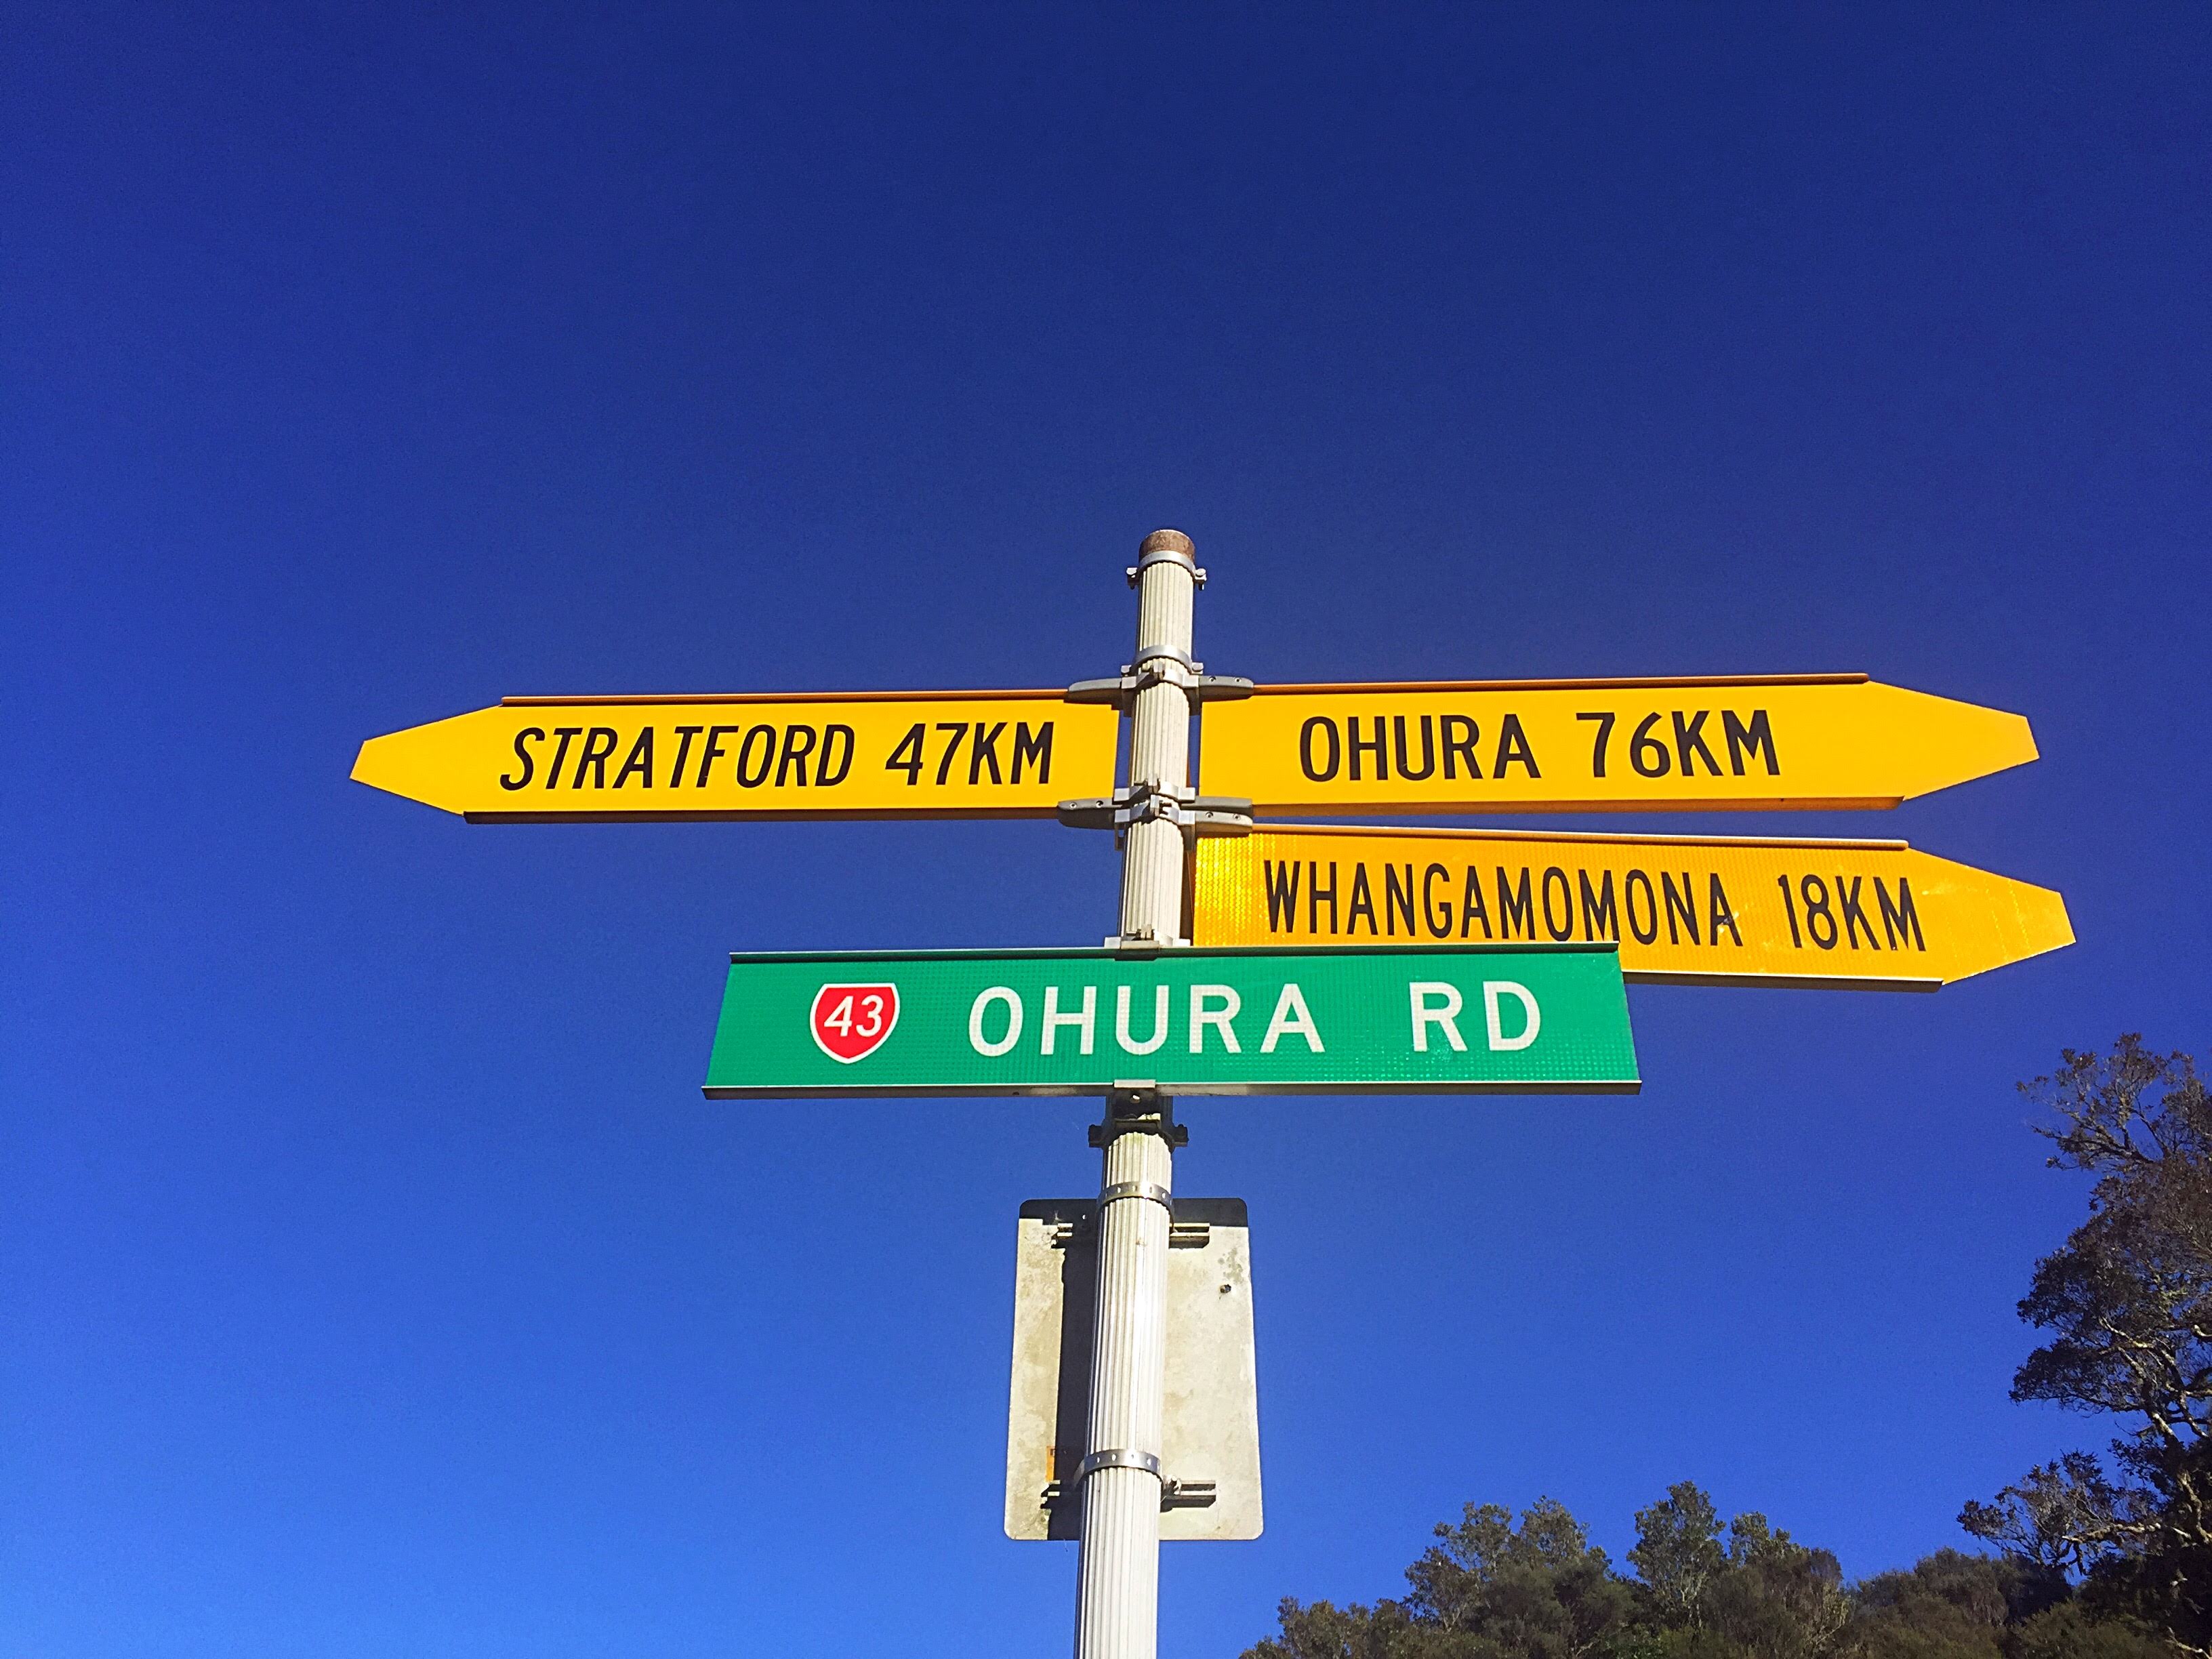 STRATFORD 47KM
OHURA 76KM
WHANGAMOMONA 18KM
43 OHURA RD